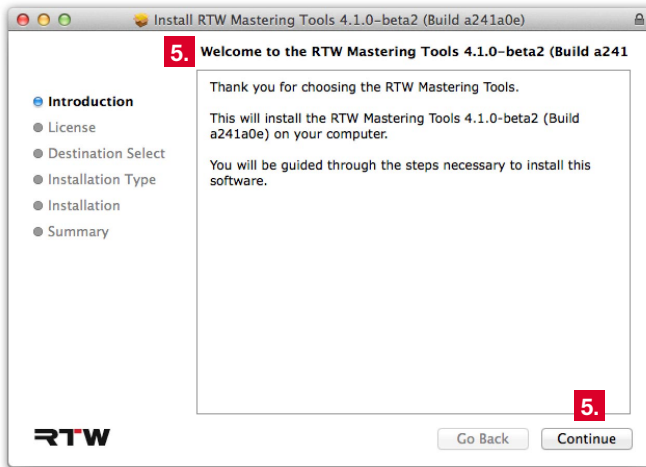 Install RTW Mastering Tools 4.1.0-beta2 (Build a241a0e)
5.
Welcome to the RTW Mastering Tools 4.1.0-beta2 (Build a241
Introduction
License
Destination Select
Installation Type
Installation
Summary
Thank you for choosing the RTW Mastering Tools.
This will install the RTW Mastering Tools 4.1.0-beta2 (Build
a241a0e) on your computer.
You will be guided through the steps necessary to install this
software.
5.
RTW
Go Back
Continue